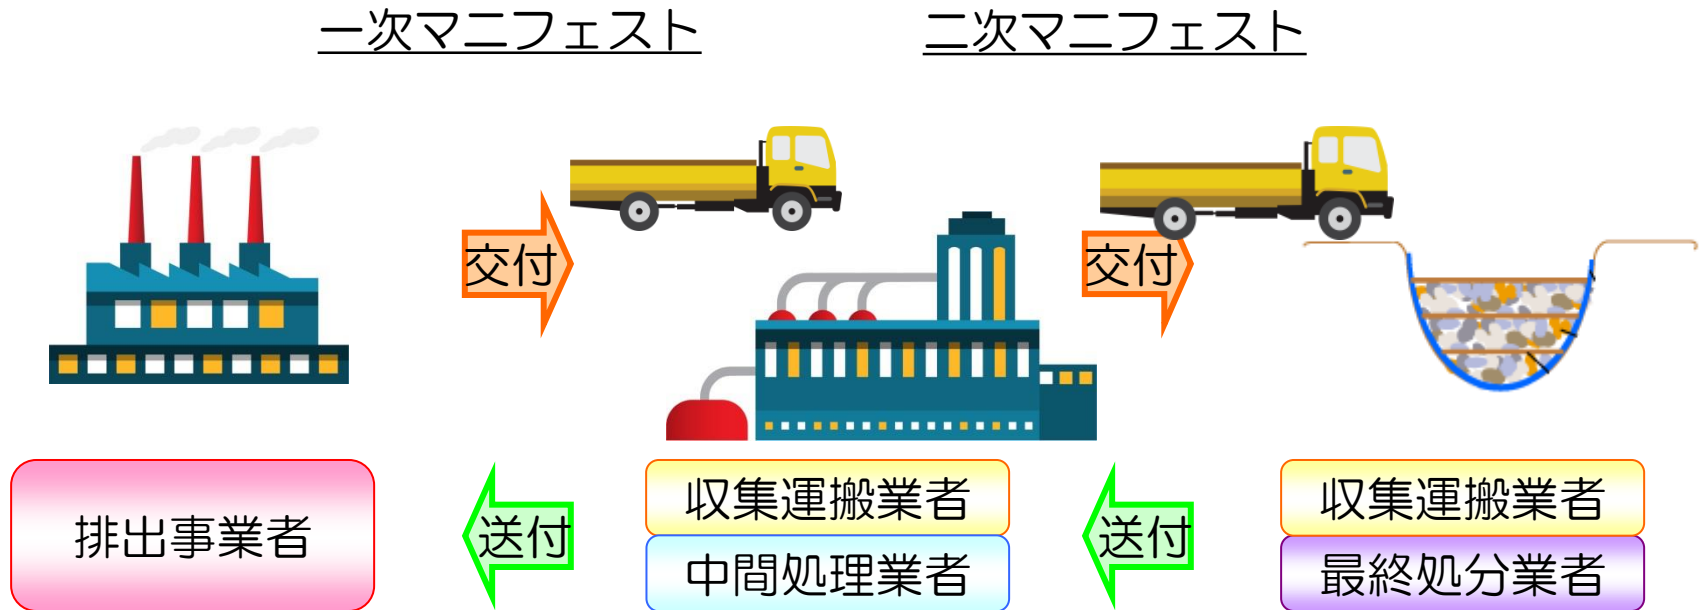 一次マニフェスト
二次マニフェスト
交付
交付
排出事業者
送付
収集運搬業者
中間処理業者
送付
収集運搬業者
最終処分業者